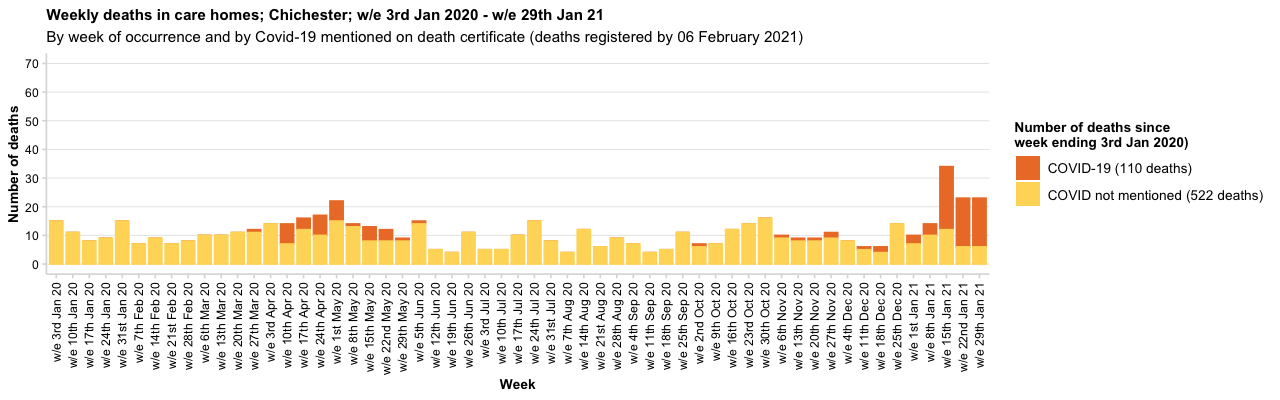 Weekly deaths in care homes; Chichester; w/e 3rd Jan 2020 - w/e 29th Jan 21
By week of occurrence and by Covid-19 mentioned on death certificate (deaths registered by 06 February 2021)
Number of deaths
70
60
50
40
30
20
10
0
w/e 3rd Jan 20
w/e 10th Jan 20
w/e 17th Jan 20
w/e 24th Jan 20
w/e 31st Jan 20
w/e 7th Feb 20
w/e 14th Feb 20
w/e 21st Feb 20
w/e 28th Feb 20
w/e 6th Mar 20
w/e 13th Mar 20
w/e 20th Mar 20
w/e 27th Mar 20
w/e 3rd Apr 20
w/e 10th Apr 20
w/e 17th Apr 20
w/e 24th Apr 20
w/e 1st May 20
w/e 8th May 20
w/e 15th May 20
w/e 22nd May 20
w/e 29th May 20
w/e 5th Jun 20
w/e 12th Jun 20
w/e 19th Jun 20
w/e 26th Jun 20
w/e 3rd Jul 20
w/e 10th Jul 20
w/e 17th Jul 20
w/e 24th Jul 20
w/e 31st Jul 20
w/e 7th Aug 20
w/e 14th Aug 20
w/e 21st Aug 20
w/e 28th Aug 20
w/e 4th Sep 20
w/e 11th Sep 20
w/e 18th Sep 20
w/e 25th Sep 20
w/e 2nd Oct 20
w/e 9th Oct 20
w/e 16th Oct 20
w/e 23rd Oct 20
w/e 30th Oct 20
w/e 6th Nov 20
w/e 13th Nov 20
w/e 20th Nov 20
w/e 27th Nov 20
w/e 4th Dec 20
w/e 11th Dec 20
w/e 18th Dec 20
w/e 25th Dec 20
w/e 1st Jan 21
w/e 8th Jan 21
w/e 15th Jan 21
w/e 22nd Jan 21
w/e 29th Jan 21
Week
Number of deaths since
week ending 3rd Jan 2020)
COVID-19 (110 deaths)
COVID not mentioned (522 deaths)